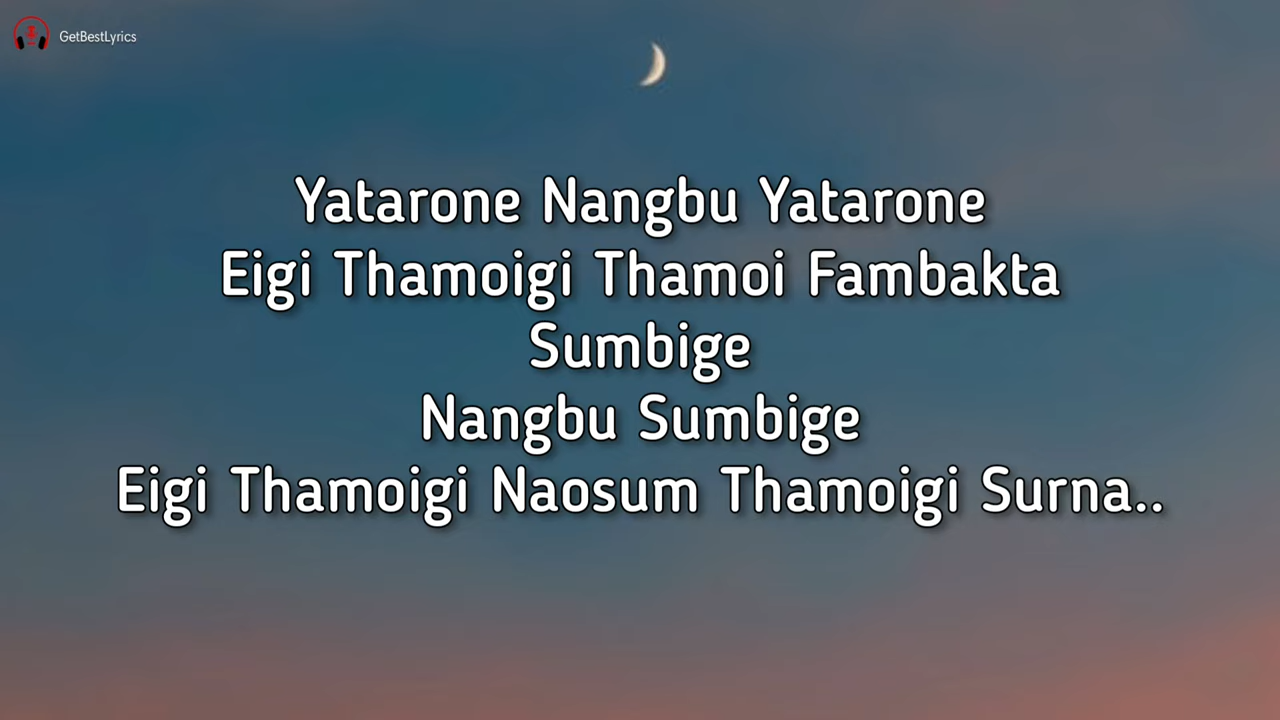 GetBestLyrics
Yatarone Nangbu Yatarone
Eigi Thamoigi Thamoi Fambakta
Sumbige
Nangbu Sumbige
Eigi Thamoigi Naosum Thamoigi Surna..